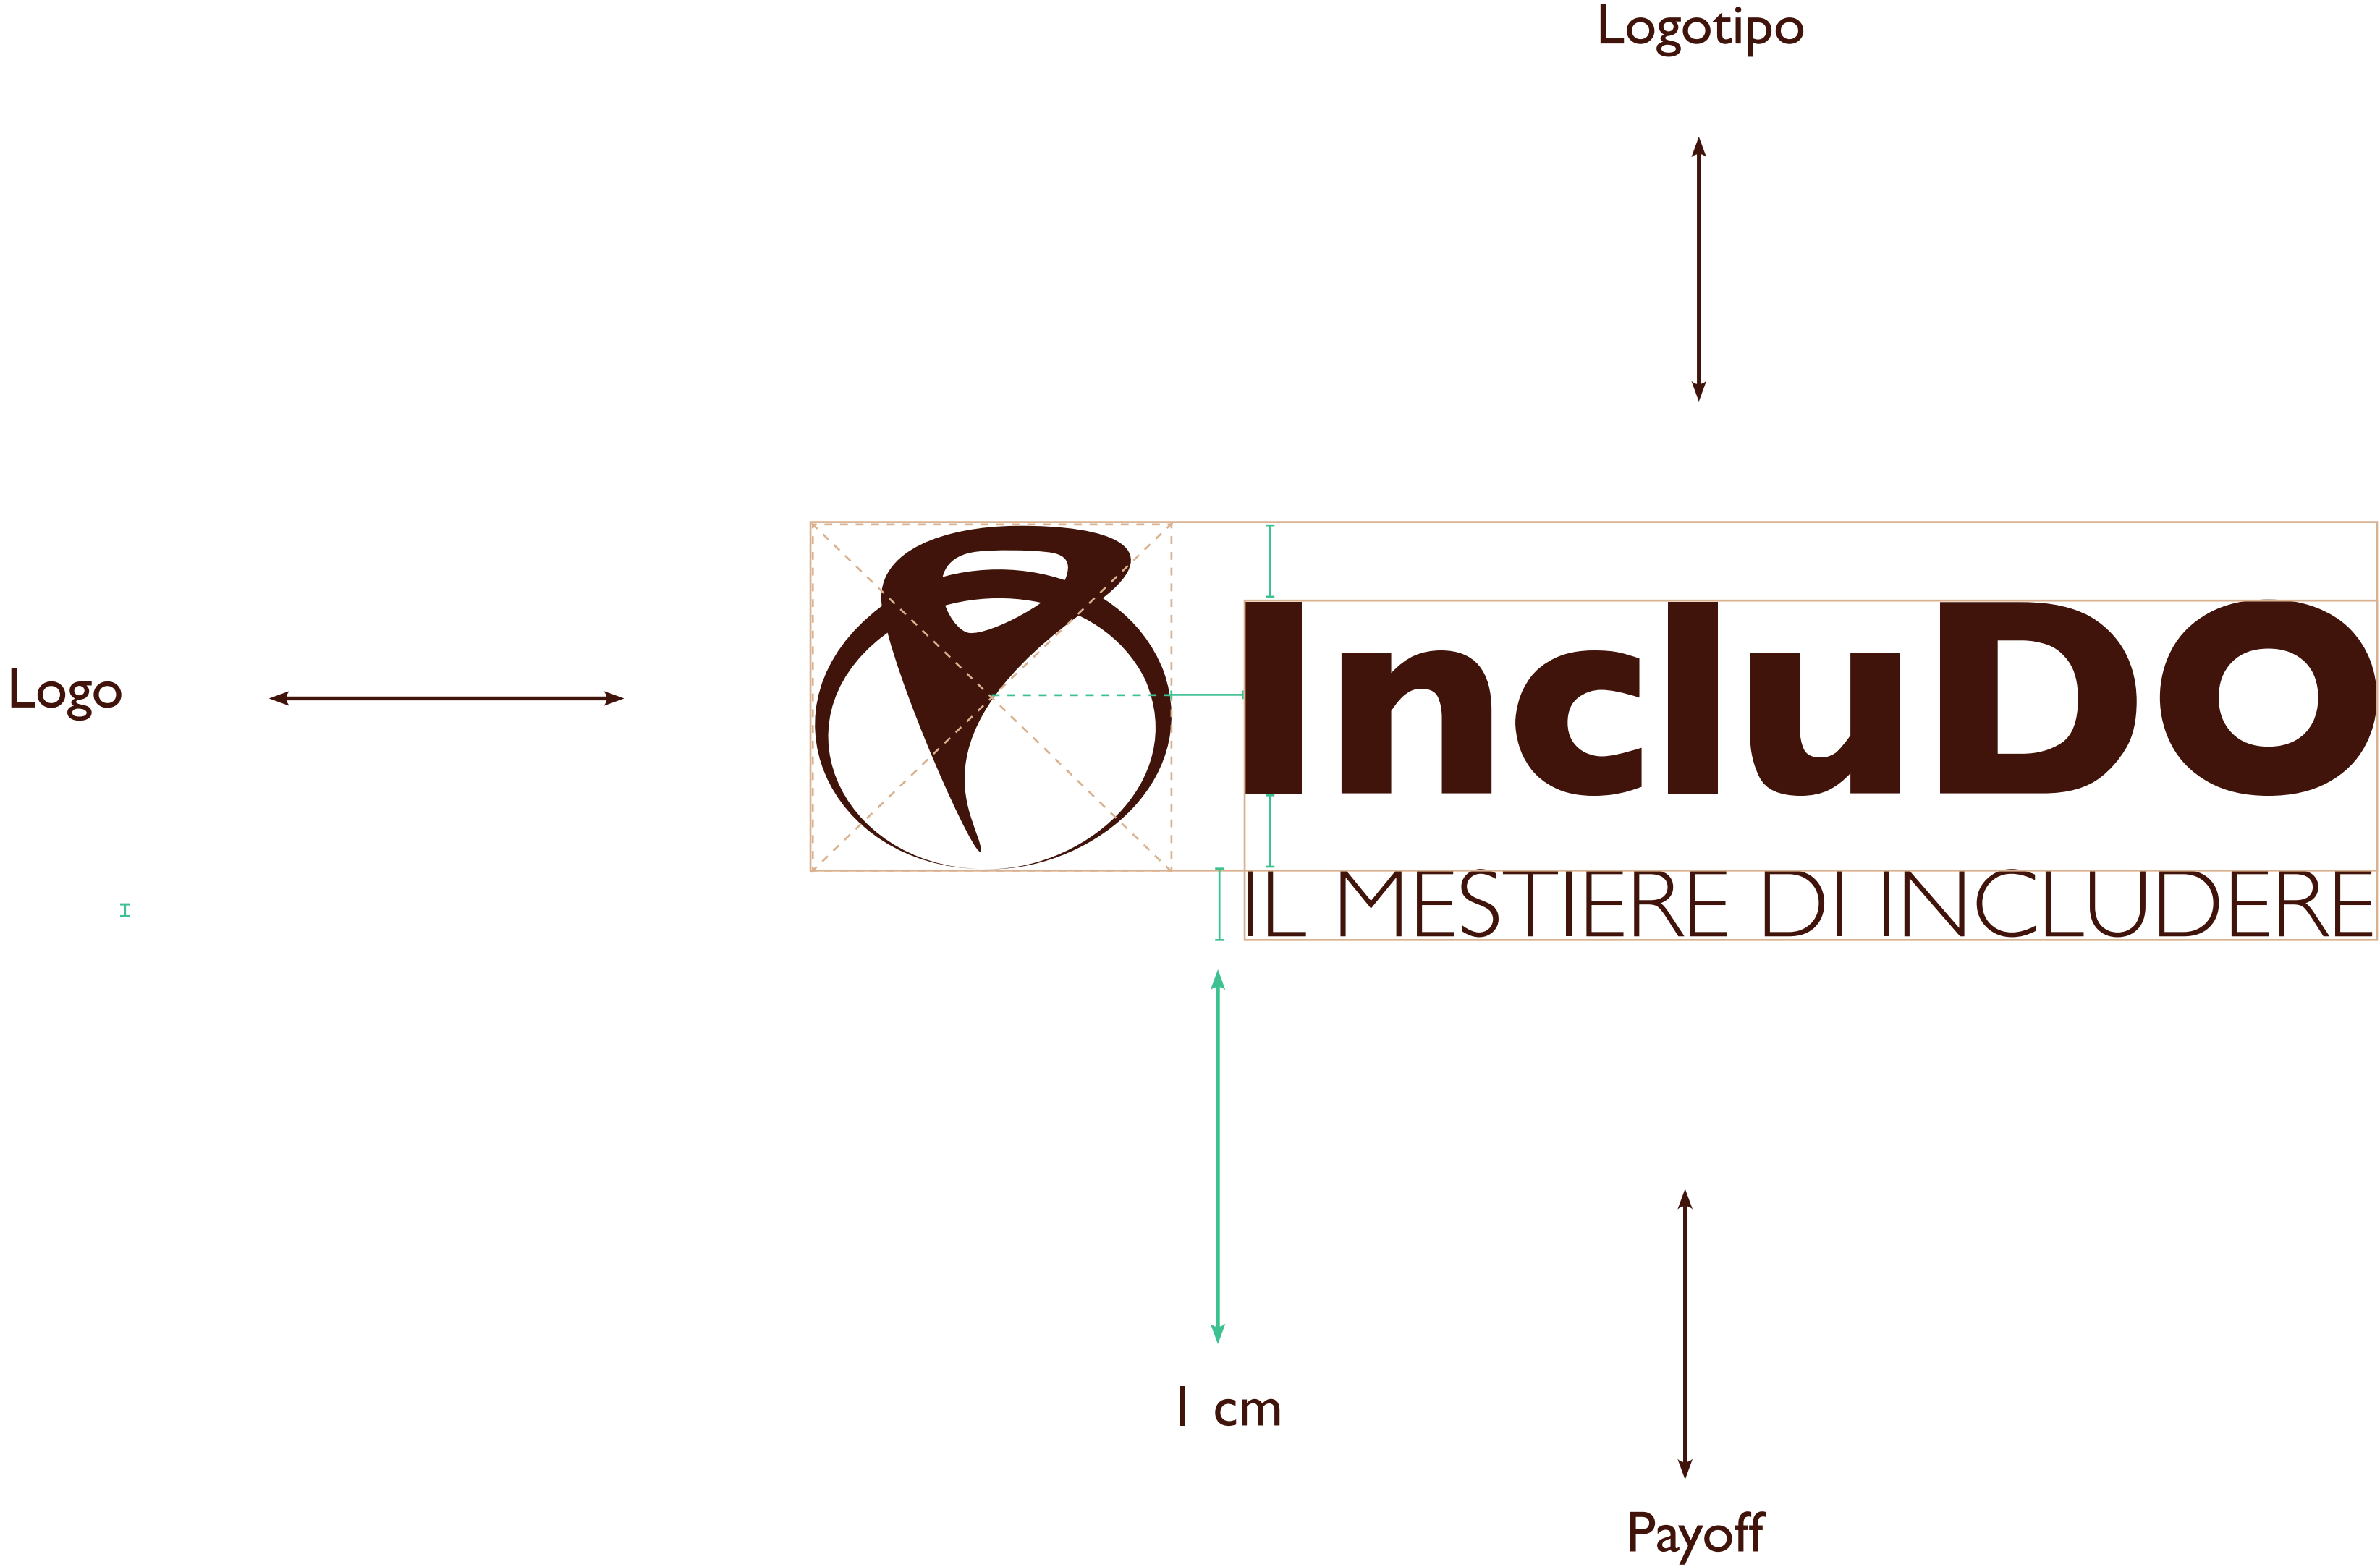 Logotipo
Logo
IncluDO
IL MESTIERE DI INCLUDERE
1 cm
Payoff